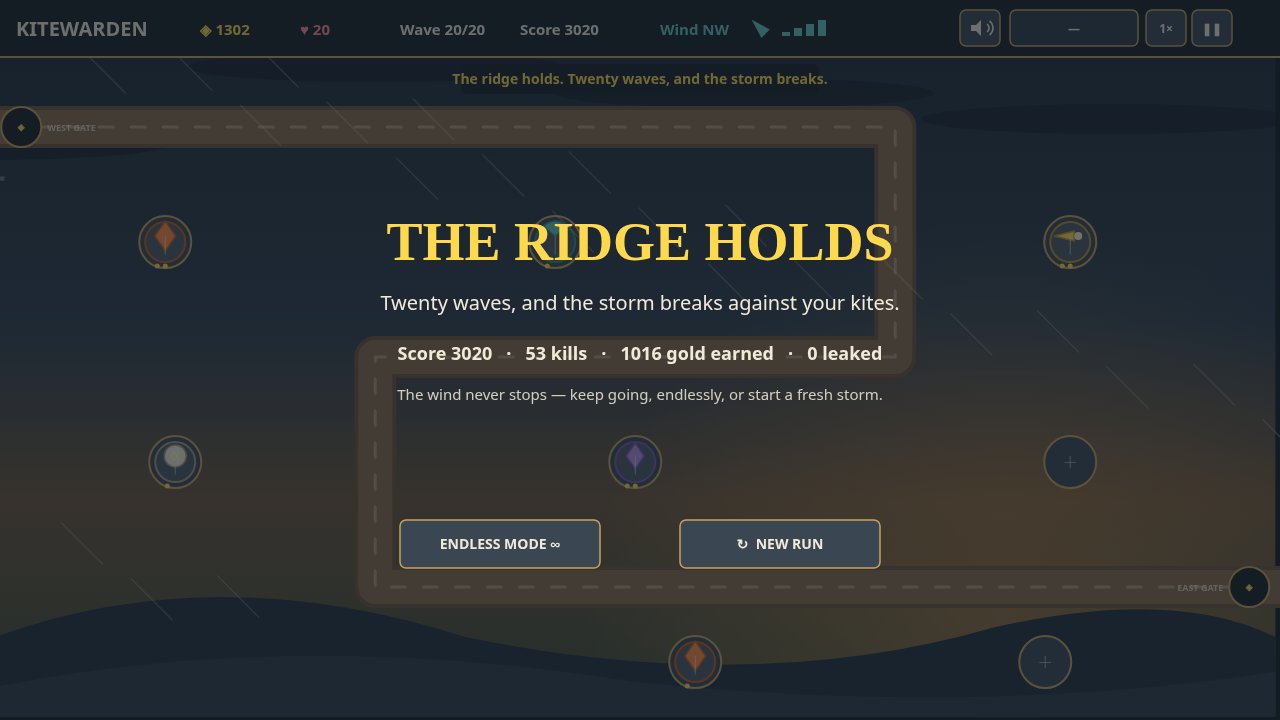 KITEWARDEN ◈ 1302 ♥ 20 Wave 20/20 Score 3020 Wind NW — 1×
The ridge holds. Twenty waves, and the storm breaks.
WEST GATE
THE RIDGE HOLDS
Twenty waves, and the storm breaks against your kites.
Score 3020 · 53 kills · 1016 gold earned · 0 leaked
The wind never stops — keep going, endlessly, or start a fresh storm.
ENDLESS MODE ∞ ↻ NEW RUN
EAST GATE